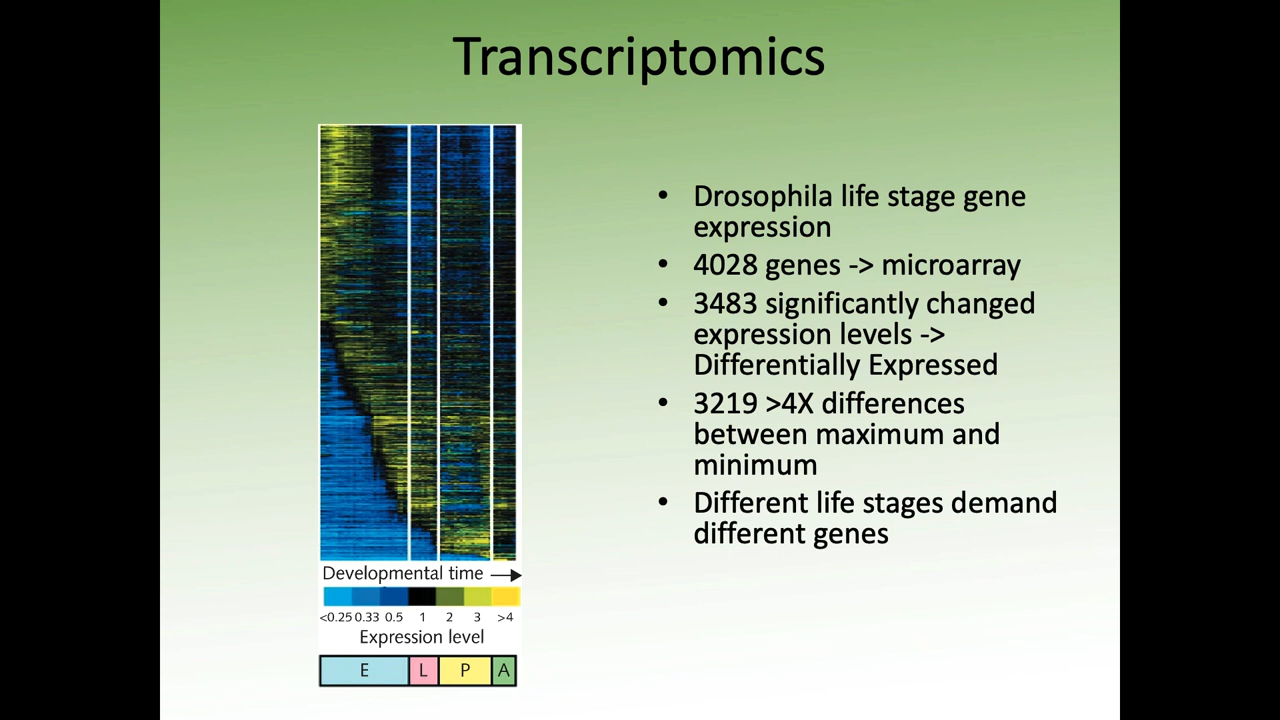 Transcriptomics
• Drosophila life stage gene
expression
• 4028 genes -> microarray
• 3483 significantly changed
expression levels ->
Differentially Expressed
• 3219 >4X differences
between maximum and
minimum
• Different life stages demand
different genes
Developmental time
<0.25 0.33 0.5 1 2 3 >4
Expression level
E L P A